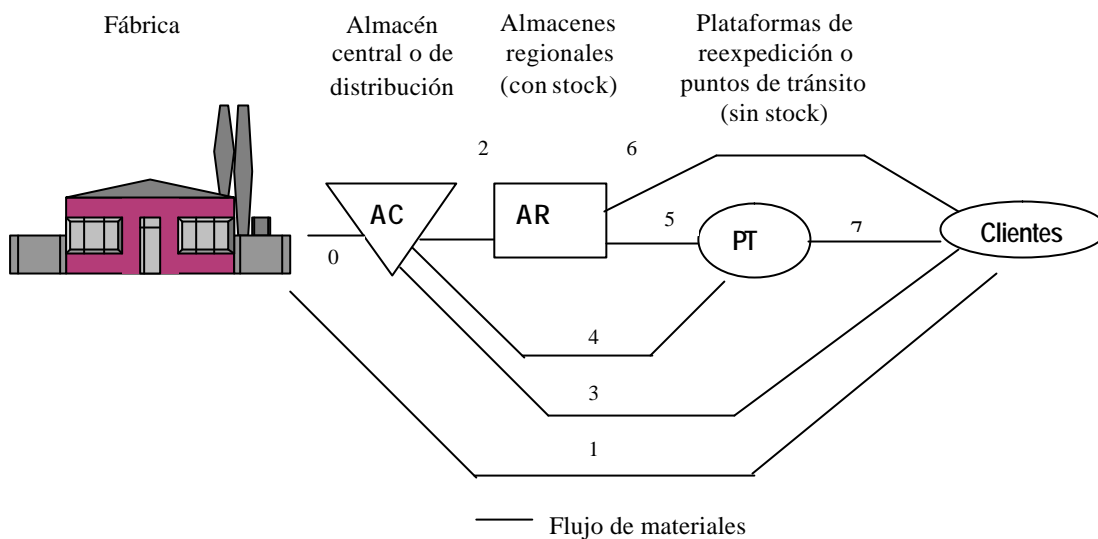 Fábrica
Almacén
central o de
distribución
Almacenes
regionales
(con stock)
Plataformas de
reexpedición o
puntos de tránsito
(sin stock)
2
6
AC
AR
5
PT
7
Clientes
0
4
3
1
Flujo de materiales